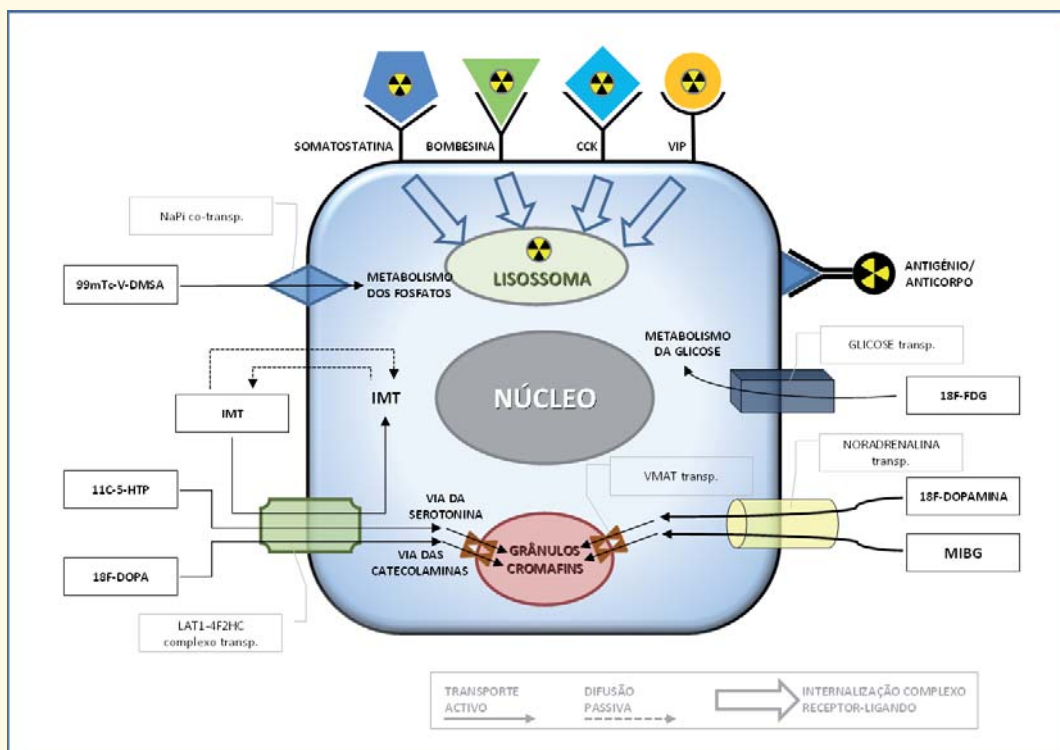 SOMATOSTATINA
BOMBESINA
CCK
VIP
NaPi co-transp.
LISOSSOMA
99mTc-V-DMSA
METABOLISMO
DOS FOSFATOS
ANTIGÉNIO/
ANTICORPO
METABOLISMO
DA GLICOSE
GLICOSE transp.
IMT
IMT
NÚCLEO
18F-FDG
NORADRENALINA
transp.
VMAT transp.
11C-5-HTP
VIA DA
SEROTONINA
18F-DOPAMINA
GRÂNULOS
CROMAFINS
VIA DAS
CATECOLAMINAS
MIBG
18F-DOPA
LAT1-4F2HC
complexo transp.
TRANSPORTE
ACTIVO
DIFUSÃO
PASSIVA
INTERNALIZAÇÃO COMPLEXO
RECEPTOR-LIGANDO